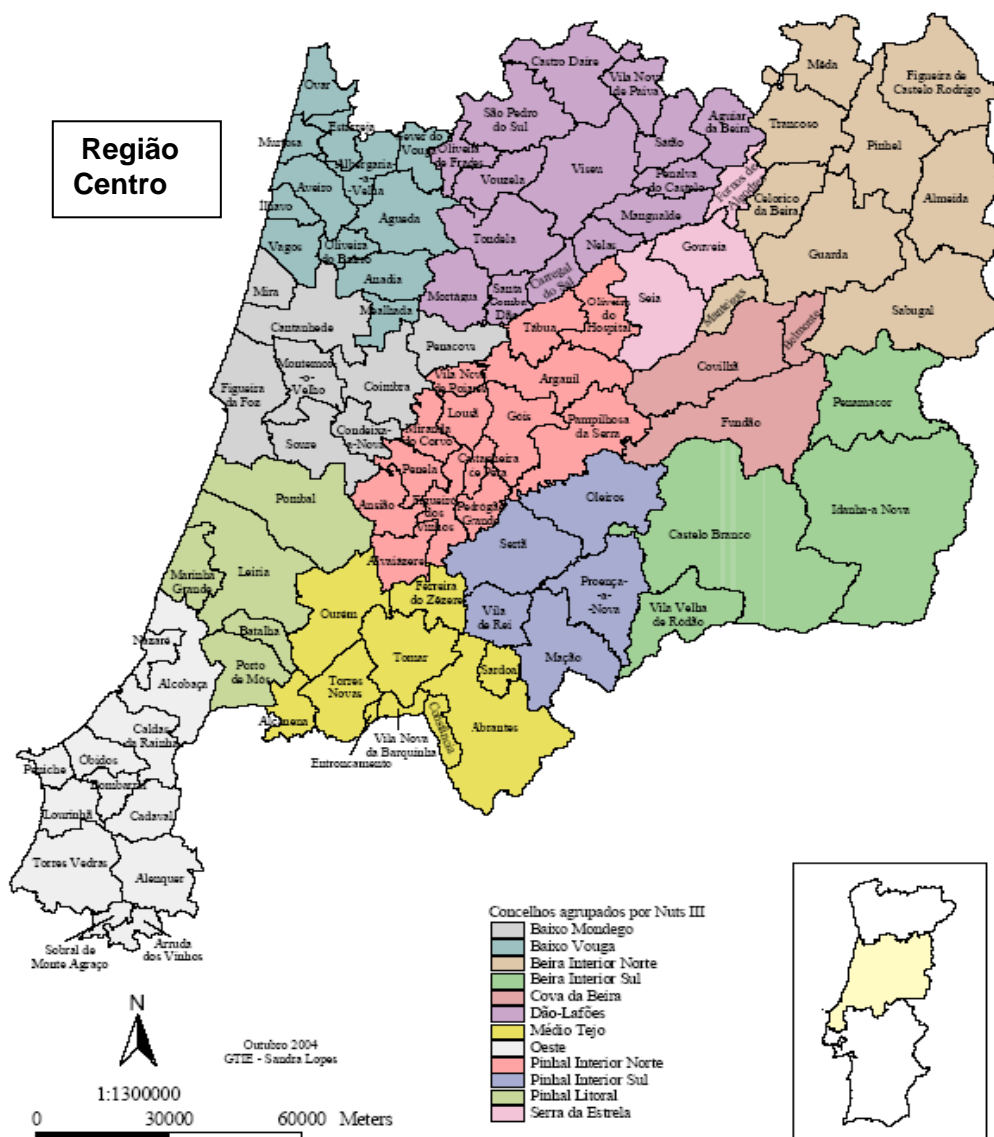 Região
Centro
Ovar
Murtosa
Estarreja
Sever do
Vouga
Albergaria-
-a-
Velha
Aveiro
Ílhavo
Águeda
Vagos
Oliveira
do Bairro
Anadia
Mealhada
Castro Daire
Vila Nova
de Paiva
São Pedro
do Sul
Aguiar
da Beira
Oliveira
de Frades
Satão
Viseu
Vouzela
Penalva
do Castelo
Mangualde
Tondela
Nelas
Carregal
do Sal
Mortágua
Santa
Comba
Dão
Mêda
Figueira de
Castelo Rodrigo
Trancoso
Pinhel
Fornos de
Algodres
Celorico
da Beira
Almeida
Guarda
Gouveia
Seia
Manteigas
Sabugal
Belmonte
Covilhã
Fundão
Penamacor
Idanha-a Nova
Castelo Branco
Vila Velha
de Rodão
Mira
Cantanhede
Penacova
Montemor
-o-
-Velho
Coimbra
Figueira
da Foz
Soure
Condeixa-
-a-Nova
Tábua
Oliveira
do
Hospital
Arganil
Vila Nova
de Poiares
Lousã
Góis
Pampilhosa
da Serra
Miranda
do Corvo
Castanheira
de Pêra
Penela
Ansião
Figueiró
dos
Vinhos
Pedrógão
Grande
Alvaiázere
Oleiros
Sertã
Proença-
-a-
-Nova
Vila
de Rei
Mação
Pombal
Leiria
Marinha
Grande
Batalha
Porto
de Mós
Ferreira
do Zêzere
Ourém
Tomar
Sardoal
Torres
Novas
Alcanena
Constância
Abrantes
Vila Nova
da Barquinha
Entroncamento
Nazaré
Alcobaça
Caldas
da Rainha
Peniche
Óbidos
Bombarral
Lourinhã
Cadaval
Torres Vedras
Alenquer
Sobral de
Monte Agraço
Arruda
dos Vinhos
Concelhos agrupados por Nuts III
Baixo Mondego
Baixo Vouga
Beira Interior Norte
Beira Interior Sul
Cova da Beira
Dão-Lafões
Médio Tejo
Oeste
Pinhal Interior Norte
Pinhal Interior Sul
Pinhal Litoral
Serra da Estrela
N
Outubro 2004
GTIE - Sandra Lopes
1:1300000
0 30000 60000 Meters